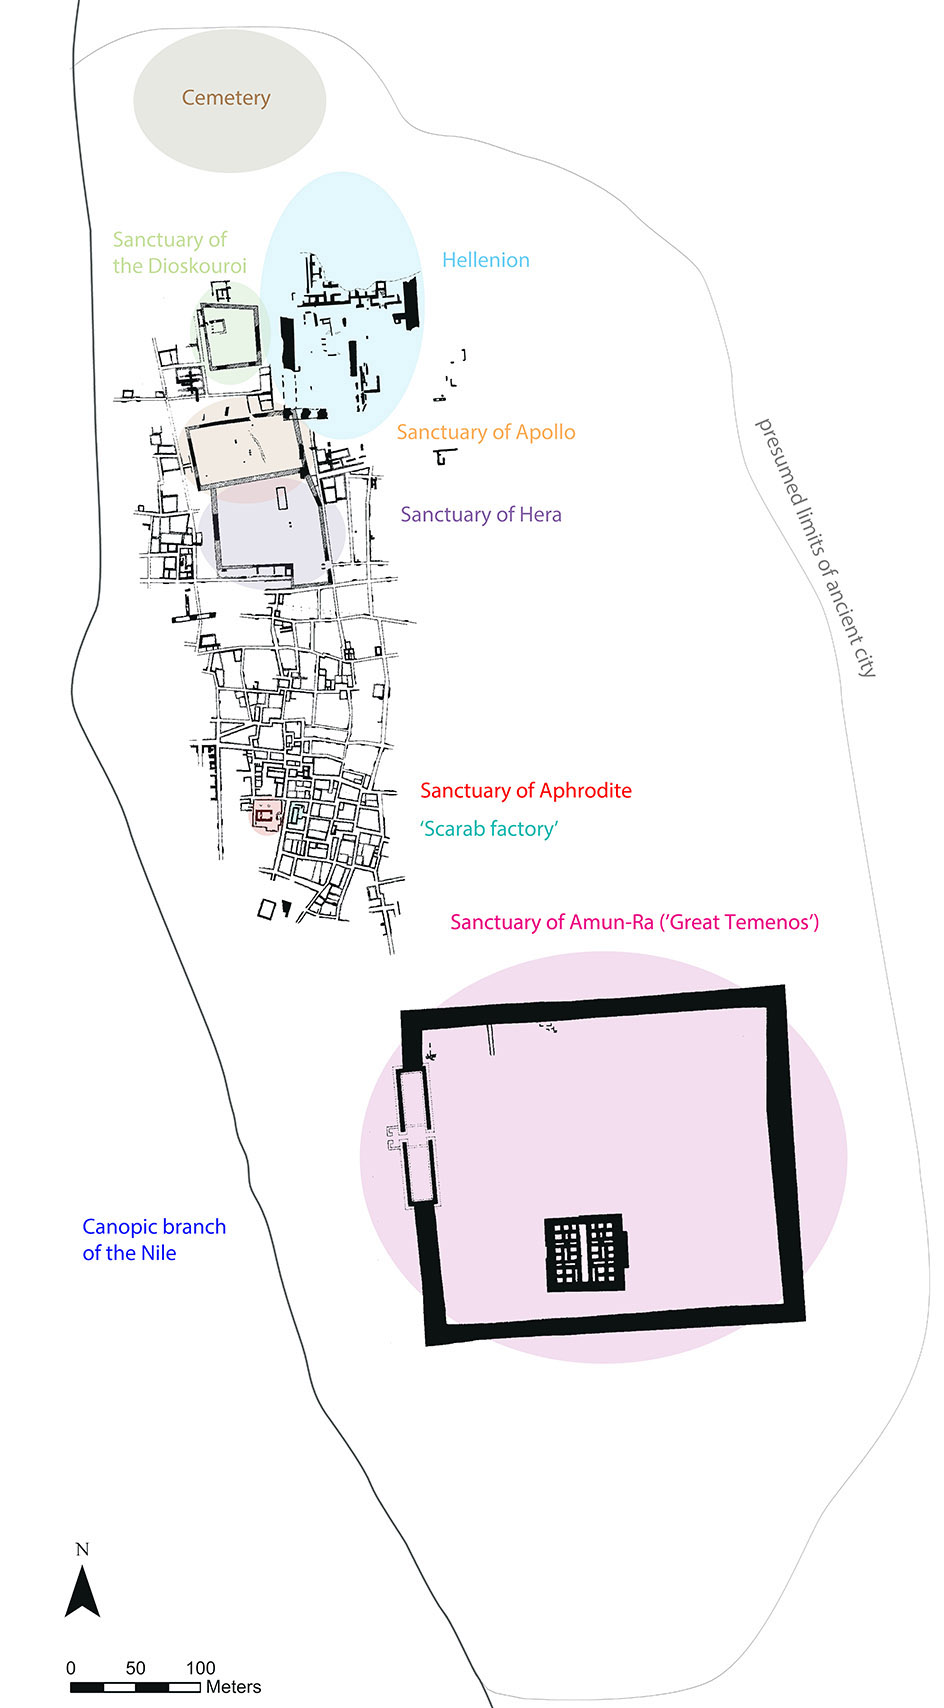 Cemetery
Sanctuary of
the Dioskouroi
Hellenion
Sanctuary of Apollo
presumed limits of ancient city
Sanctuary of Hera
Sanctuary of Aphrodite
‘Scarab factory’
Sanctuary of Amun-Ra (’Great Temenos’)
Canopic branch
of the Nile
N
0 50 100
Meters